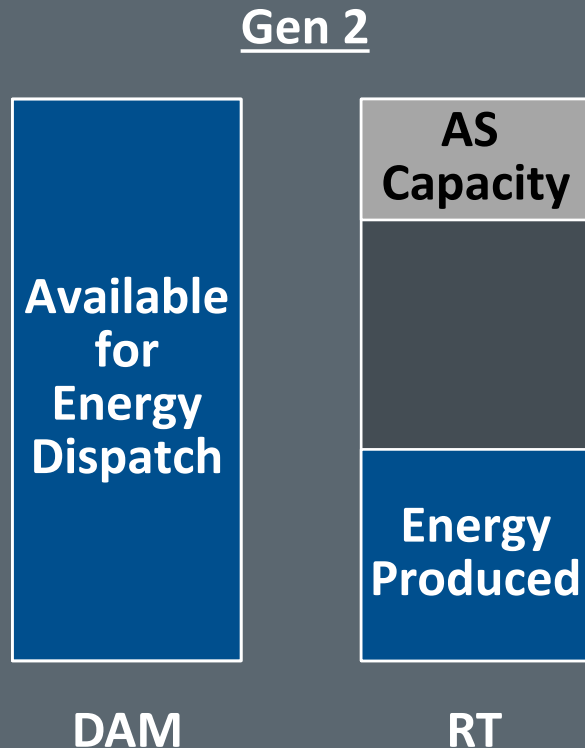 Gen 2
Available
for
Energy
Dispatch
AS
Capacity
Energy
Produced
DAM
RT